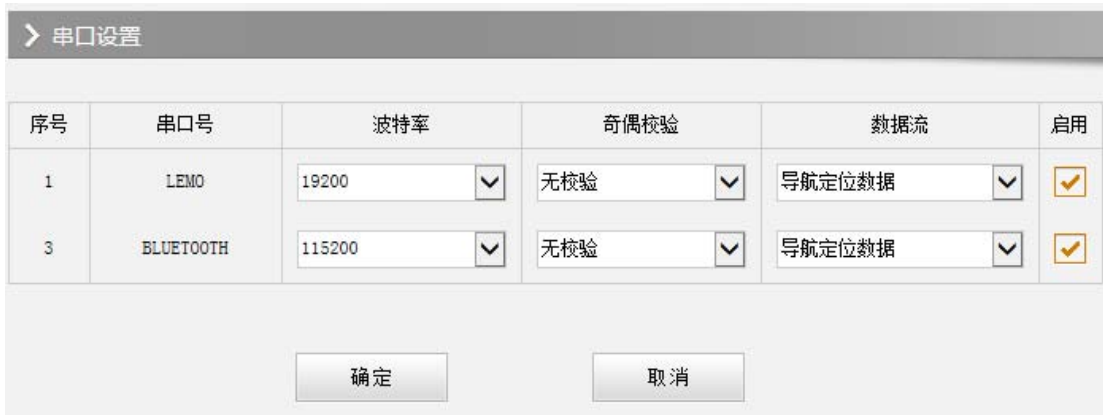 串口设置
序号 串口号 波特率 奇偶校验 数据流 启用
1 LEMO 19200 无校验 导航定位数据
3 BLUETOOTH 115200 无校验 导航定位数据
确定 取消